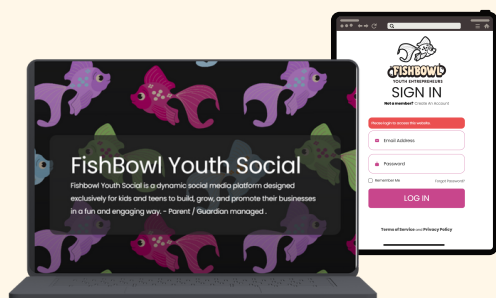 FishBowl Youth Social
Fishbowl Youth Social is a dynamic social media platform designed
exclusively for kids and teens to build, grow, and promote their businesses
in a fun and engaging way. - Parent / Guardian managed .
FISHBOWL
YOUTH ENTREPRENEURS
SIGN IN
Not a member? Create An Account
Please login to access this website.
Email Address
Password
Remember Me Forgot Password?
LOG IN
Terms of Service and Privacy Policy